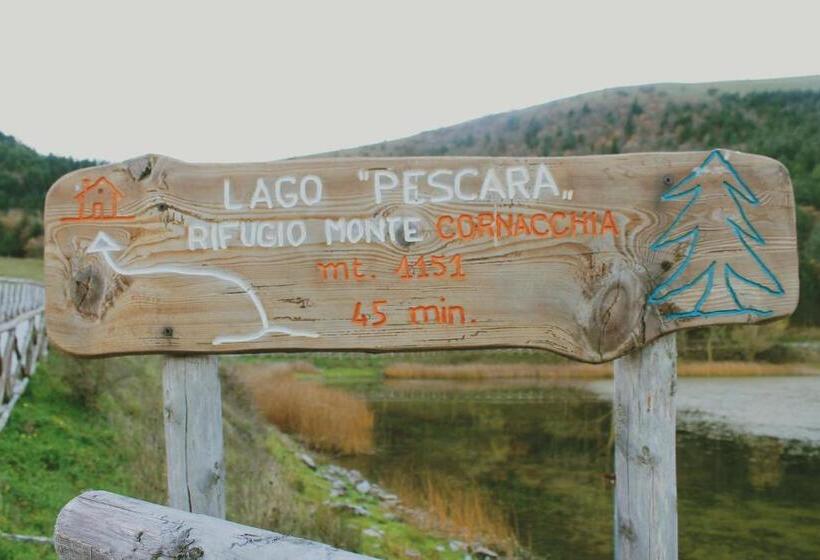 LAGO "PESCARA„
RIFUGIO MONTE CORNACCHIA
mt. 1151
45 min.